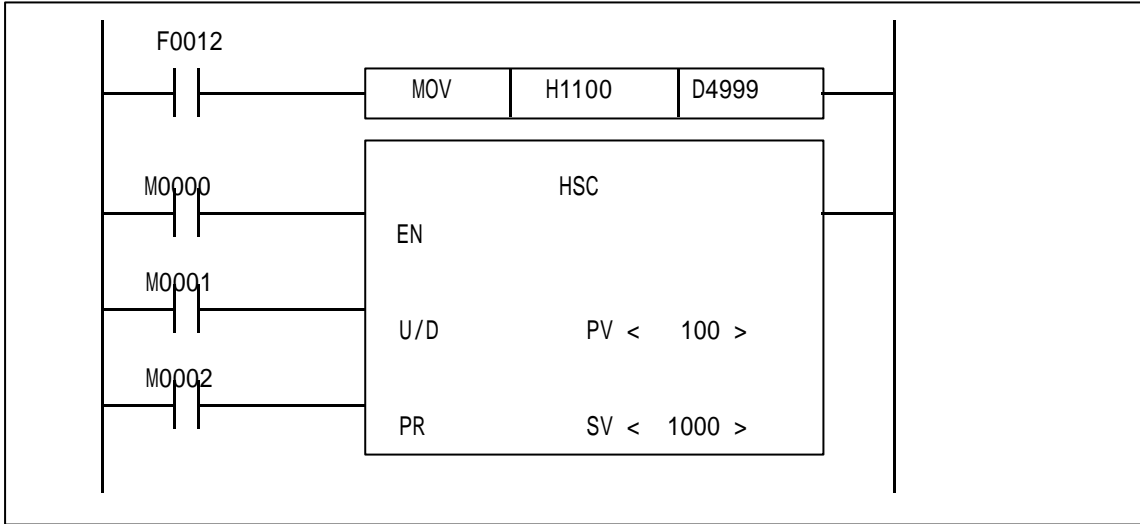 F0012
MOV H1100 D4999
M0000
HSC
EN
M0001
U/D PV < 100 >
M0002
PR SV < 1000 >